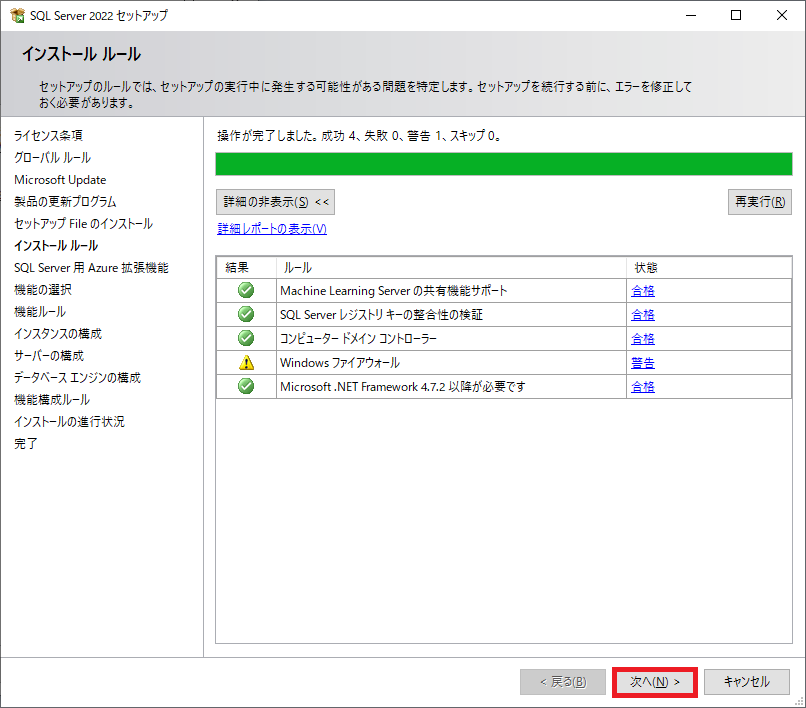 SQL Server 2022 セットアップ
インストール ルール
セットアップのルールでは、セットアップの実行中に発生する可能性がある問題を特定します。セットアップを続行する前に、エラーを修正して
おく必要があります。
ライセンス条項
グローバル ルール
Microsoft Update
製品の更新プログラム
セットアップ File のインストール
インストール ルール
SQL Server 用 Azure 拡張機能
機能の選択
機能ルール
インスタンスの構成
サーバーの構成
データベース エンジンの構成
機能構成ルール
インストールの進行状況
完了
操作が完了しました。成功 4、失敗 0、警告 1、スキップ 0。
詳細の非表示(S) <<
再実行(R)
詳細レポートの表示(V)
結果 ルール 状態
Machine Learning Server の共有機能サポート 合格
SQL Server レジストリ キーの整合性の検証 合格
コンピューター ドメイン コントローラー 合格
Windows ファイアウォール 警告
Microsoft .NET Framework 4.7.2 以降が必要です 合格
< 戻る(B) 次へ(N) > キャンセル